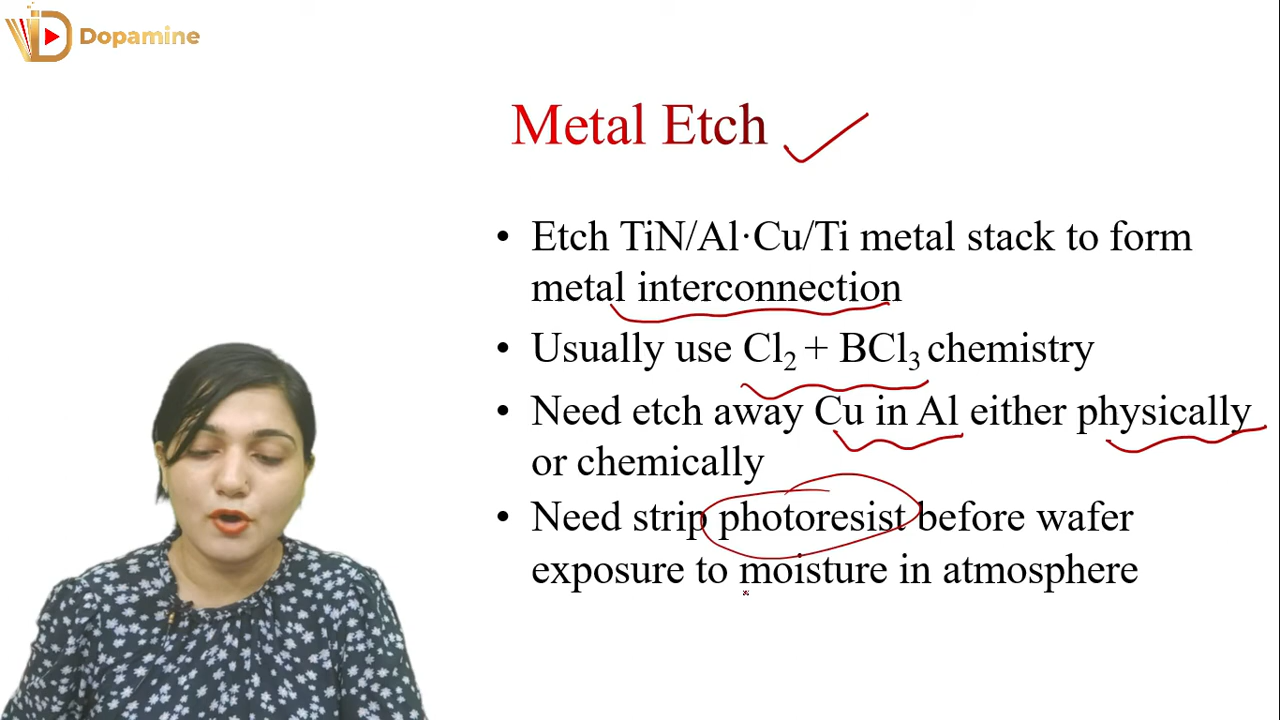 Dopamine
Metal Etch
• Etch TiN/Al·Cu/Ti metal stack to form
metal interconnection
• Usually use Cl₂ + BCl₃ chemistry
• Need etch away Cu in Al either physically
or chemically
• Need strip photoresist before wafer
exposure to moisture in atmosphere